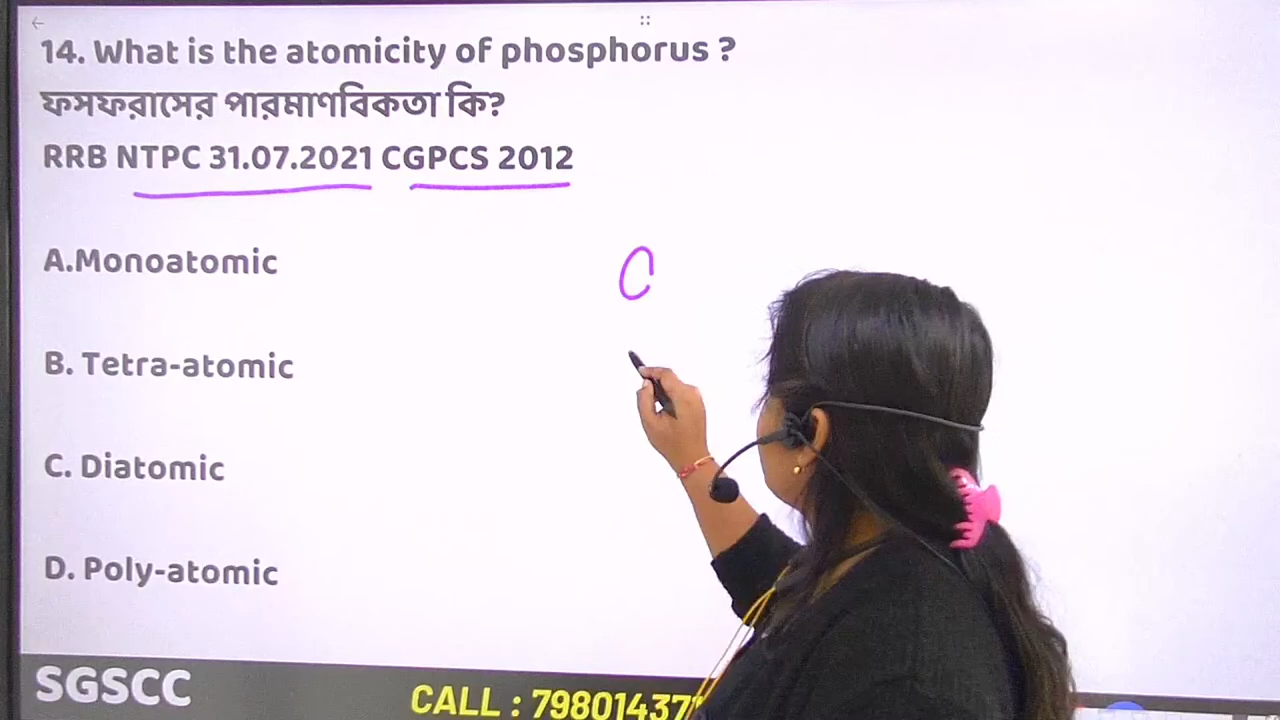 14. What is the atomicity of phosphorus ?
ফসফরাসের পারমাণবিকতা কি?
RRB NTPC 31.07.2021 CGPCS 2012
A.Monoatomic
B. Tetra-atomic
C. Diatomic
D. Poly-atomic
C
SGSCC
CALL : 798014371